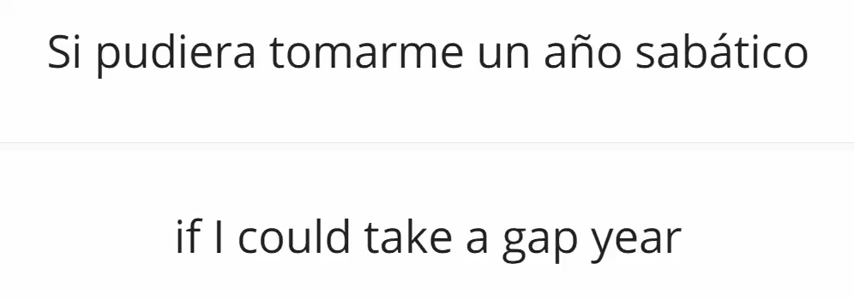 Si pudiera tomarme un año sabático
if I could take a gap year